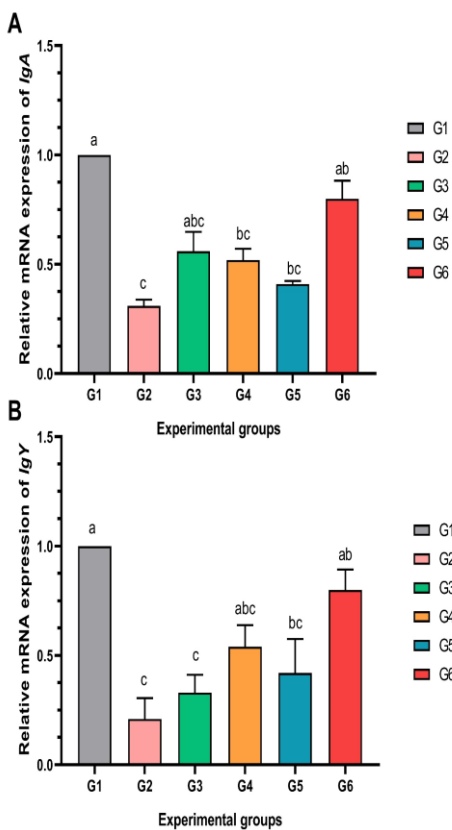 A
Relative mRNA expression of IgA
1.5
1.0
0.5
0.0
a
c
abc
bc
bc
ab
G1
G2
G3
G4
G5
G6
Experimental groups
G1
G2
G3
G4
G5
G6
B
Relative mRNA expression of IgY
1.5
1.0
0.5
0.0
a
c
c
abc
bc
ab
G1
G2
G3
G4
G5
G6
Experimental groups
G1
G2
G3
G4
G5
G6